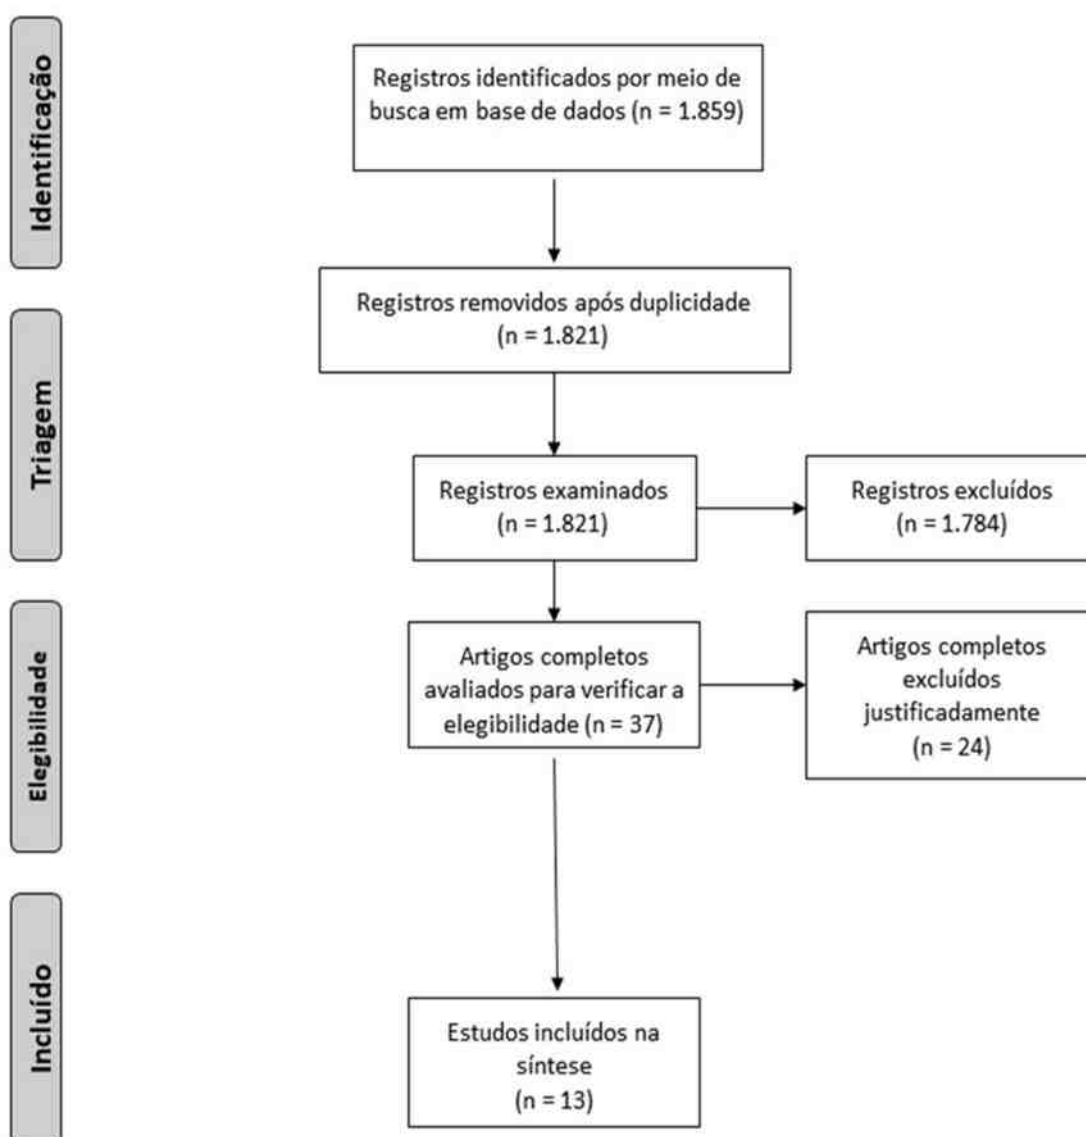 Identificação
Registros identificados por meio de
busca em base de dados (n = 1.859)
Registros removidos após duplicidade
(n = 1.821)
Triagem
Registros examinados
(n = 1.821)
Registros excluídos
(n = 1.784)
Elegibilidade
Artigos completos
avaliados para verificar a
elegibilidade (n = 37)
Artigos completos
excluídos
justificadamente
(n = 24)
Incluído
Estudos incluídos na
síntese
(n = 13)